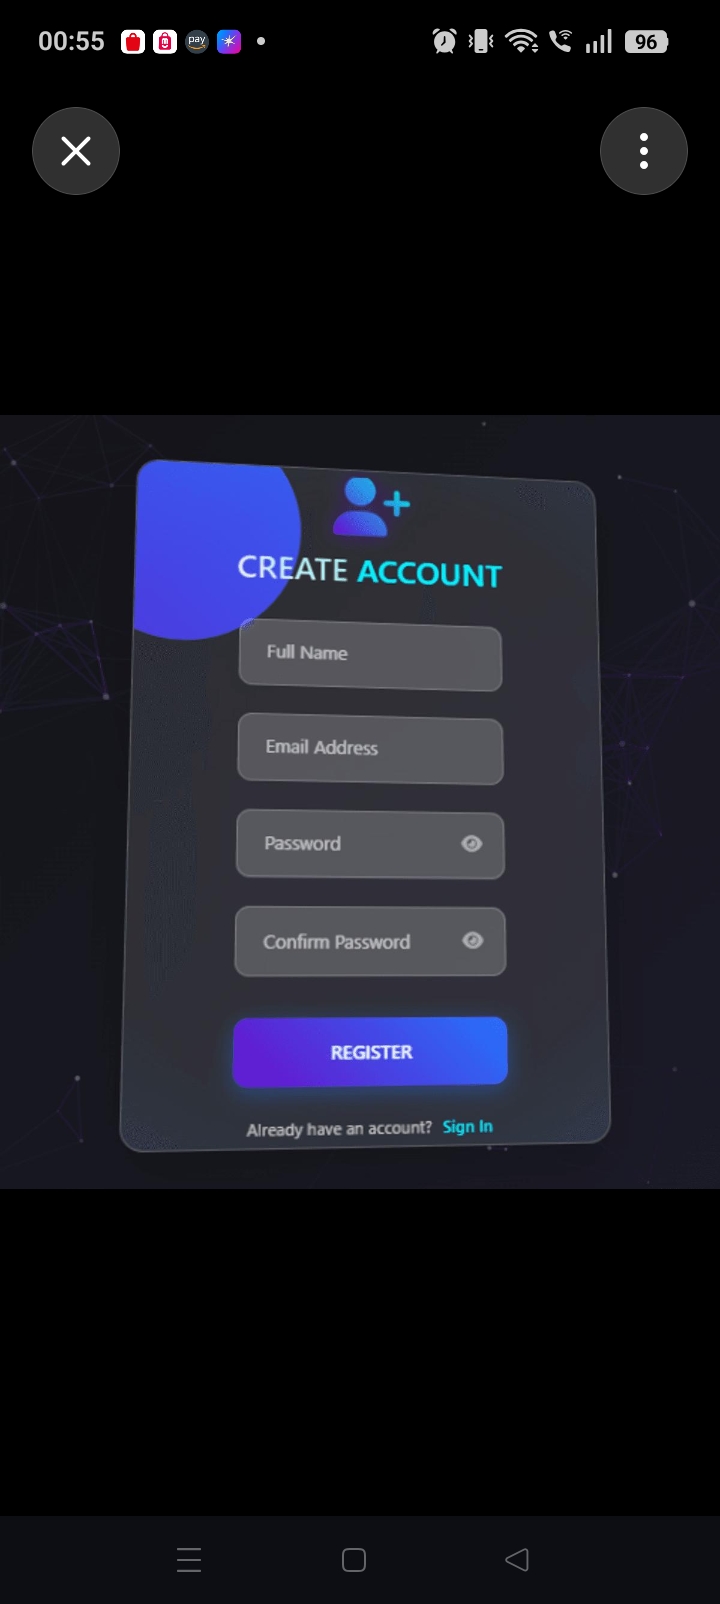 00:55
pay
96
CREATE ACCOUNT
Full Name
Email Address
Password
Confirm Password
REGISTER
Already have an account? Sign In